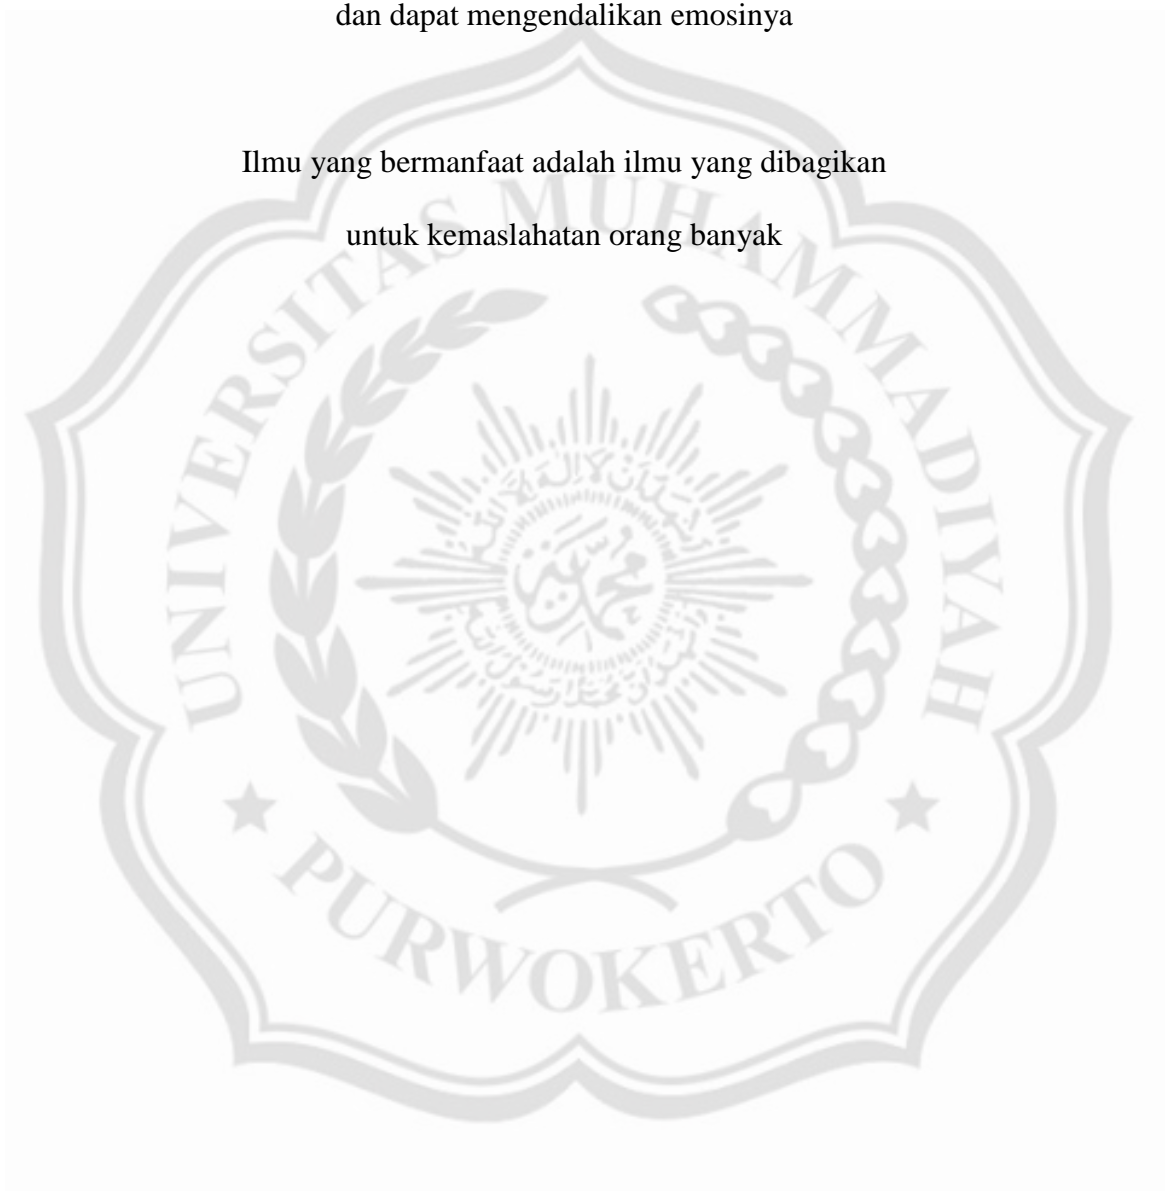 dan dapat mengendalikan emosinya
Ilmu yang bermanfaat adalah ilmu yang dibagikan
untuk kemaslahatan orang banyak
UNIVERSITAS MUHAMMADIYAH
PURWOKERTO